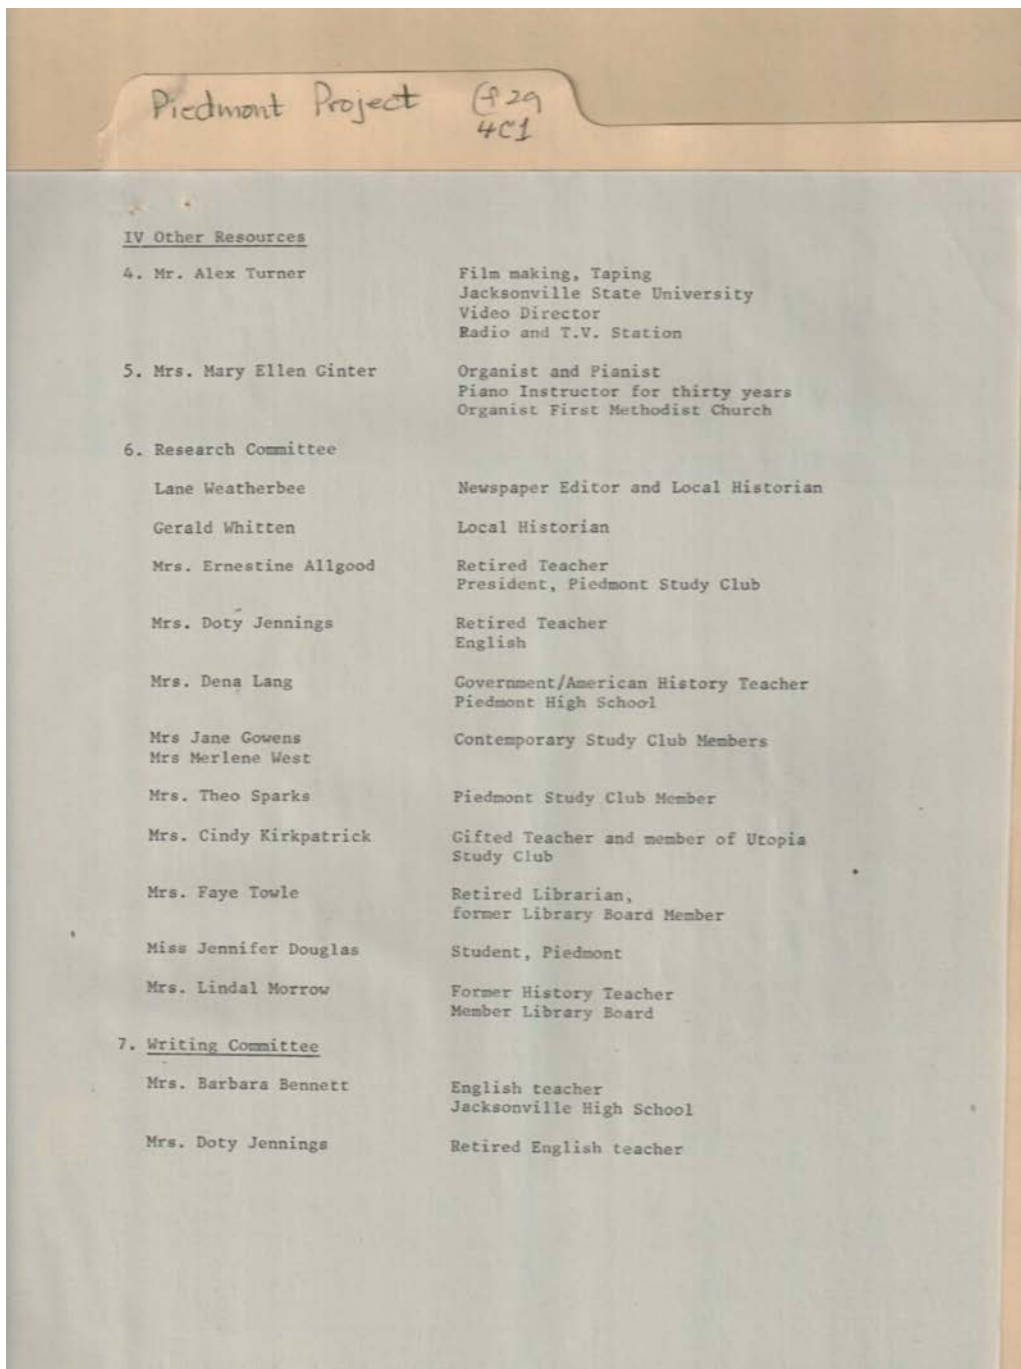 Piedmont Project
4C1
IV Other Resources
4. Mr. Alex Turner Film making, Taping
Jacksonville State University
Video Director
Radio and T.V. Station
5. Mrs. Mary Ellen Ginter Organist and Pianist
Piano Instructor for thirty years
Organist First Methodist Church
6. Research Committee
Lane Weatherbee Newspaper Editor and Local Historian
Gerald Whitten Local Historian
Mrs. Ernestine Allgood Retired Teacher
President, Piedmont Study Club
Mrs. Doty Jennings Retired Teacher
English
Mrs. Dena Lang Government/American History Teacher
Piedmont High School
Mrs Jane Gowens Contemporary Study Club Members
Mrs Merlene West
Mrs. Theo Sparks Piedmont Study Club Member
Mrs. Cindy Kirkpatrick Gifted Teacher and member of Utopia
Study Club
Mrs. Faye Towle Retired Librarian,
former Library Board Member
Miss Jennifer Douglas Student, Piedmont
Mrs. Lindal Morrow Former History Teacher
Member Library Board
7. Writing Committee
Mrs. Barbara Bennett English teacher
Jacksonville High School
Mrs. Doty Jennings Retired English teacher